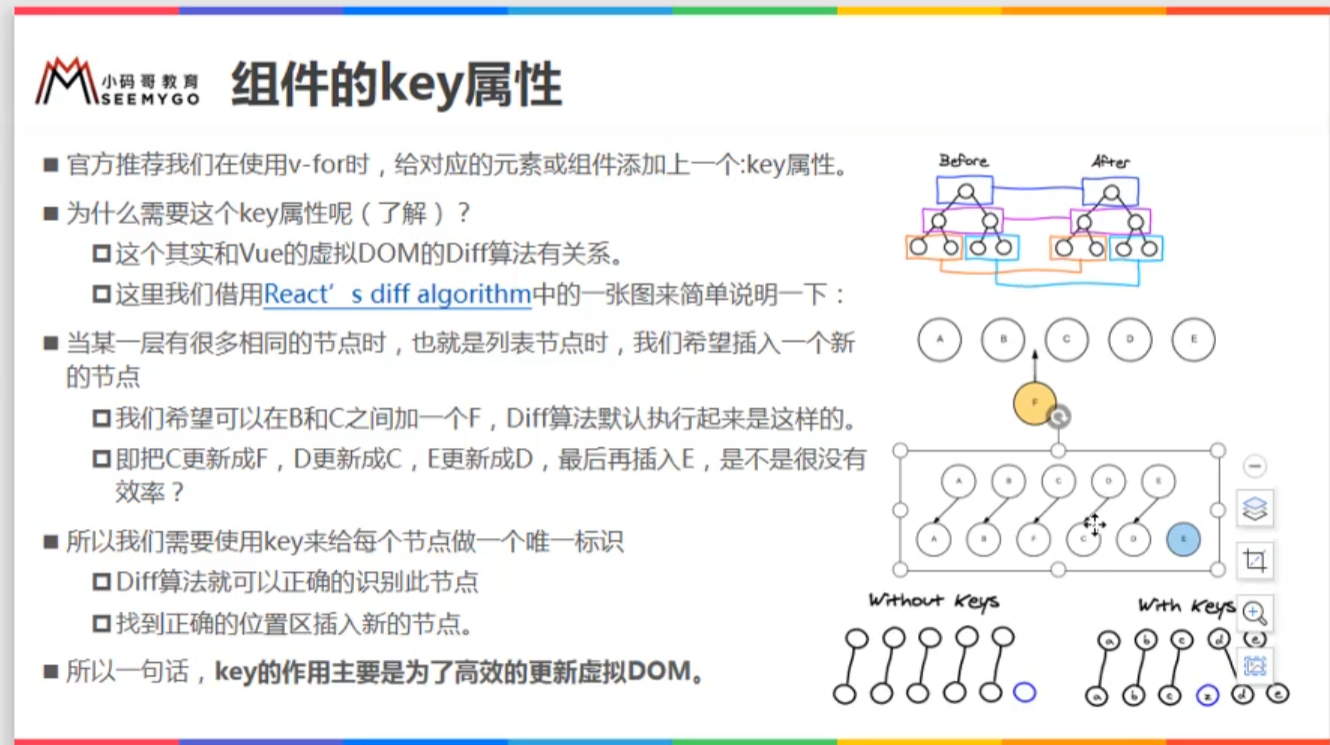 小码哥教育
SEEMYGO
组件的key属性
官方推荐我们在使用v-for时，给对应的元素或组件添加上一个:key属性。
为什么需要这个key属性呢（了解）？
这个其实和Vue的虚拟DOM的Diff算法有关系。
这里我们借用React's diff algorithm中的一张图来简单说明一下：
当某一层有很多相同的节点时，也就是列表节点时，我们希望插入一个新
的节点
我们希望可以在B和C之间加一个F，Diff算法默认执行起来是这样的。
即把C更新成F，D更新成C，E更新成D，最后再插入E，是不是很没有
效率？
所以我们需要使用key来给每个节点做一个唯一标识
Diff算法就可以正确的识别此节点
找到正确的位置区插入新的节点。
所以一句话，key的作用主要是为了高效的更新虚拟DOM。
Before After
A B C D E
F
A B C D E
A B F C D E
Without Keys
With Keys
a b c d e
a b c z d e